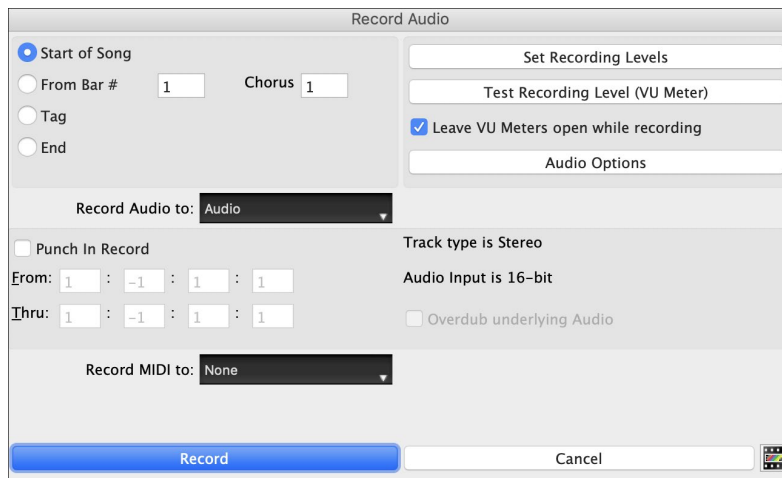 Record Audio
Start of Song
From Bar # 1 Chorus 1
Tag
End
Set Recording Levels
Test Recording Level (VU Meter)
Leave VU Meters open while recording
Audio Options
Record Audio to: Audio
Punch In Record
From: 1 : -1 : 1 : 1
Thru: 1 : -1 : 1 : 1
Track type is Stereo
Audio Input is 16-bit
Overdub underlying Audio
Record MIDI to: None
Record
Cancel